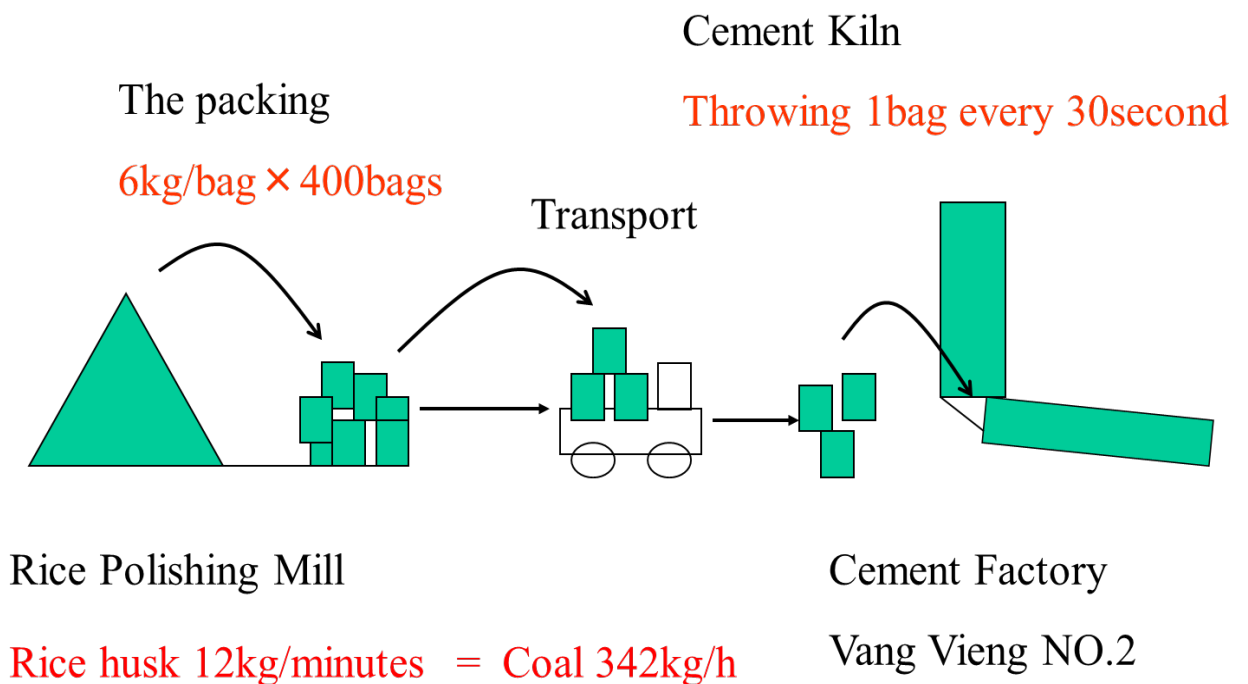 Cement Kiln
Throwing 1bag every 30second
The packing
6kg/bag×400bags
Transport
Rice Polishing Mill
Rice husk 12kg/minutes = Coal 342kg/h
Cement Factory
Vang Vieng NO.2